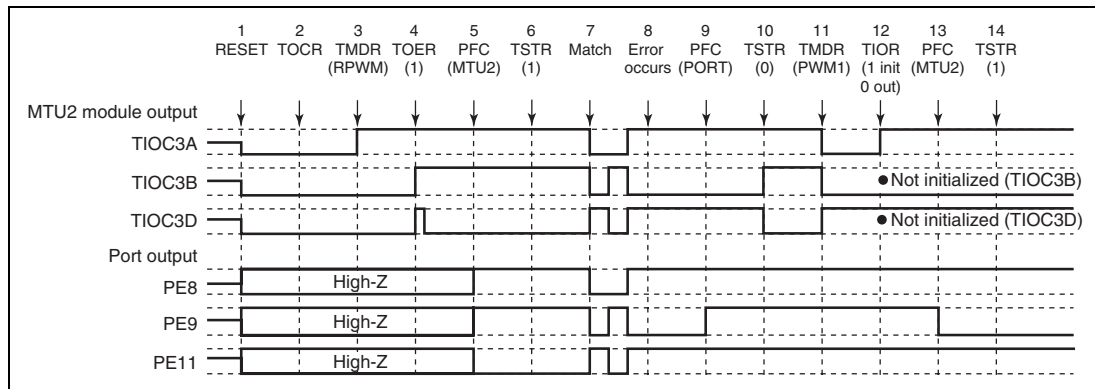 1 2 3 4 5 6 7 8 9 10 11 12 13 14
RESET TOCR TMDR TOER PFC TSTR Match Error PFC TSTR TMDR TIOR PFC TSTR
(RPWM) (1) (MTU2) (1) occurs (PORT) (0) (PWM1) (1 init (MTU2) (1)
0 out)
MTU2 module output
TIOC3A
TIOC3B
● Not initialized (TIOC3B)
TIOC3D
● Not initialized (TIOC3D)
Port output
PE8
High-Z
PE9
High-Z
PE11
High-Z